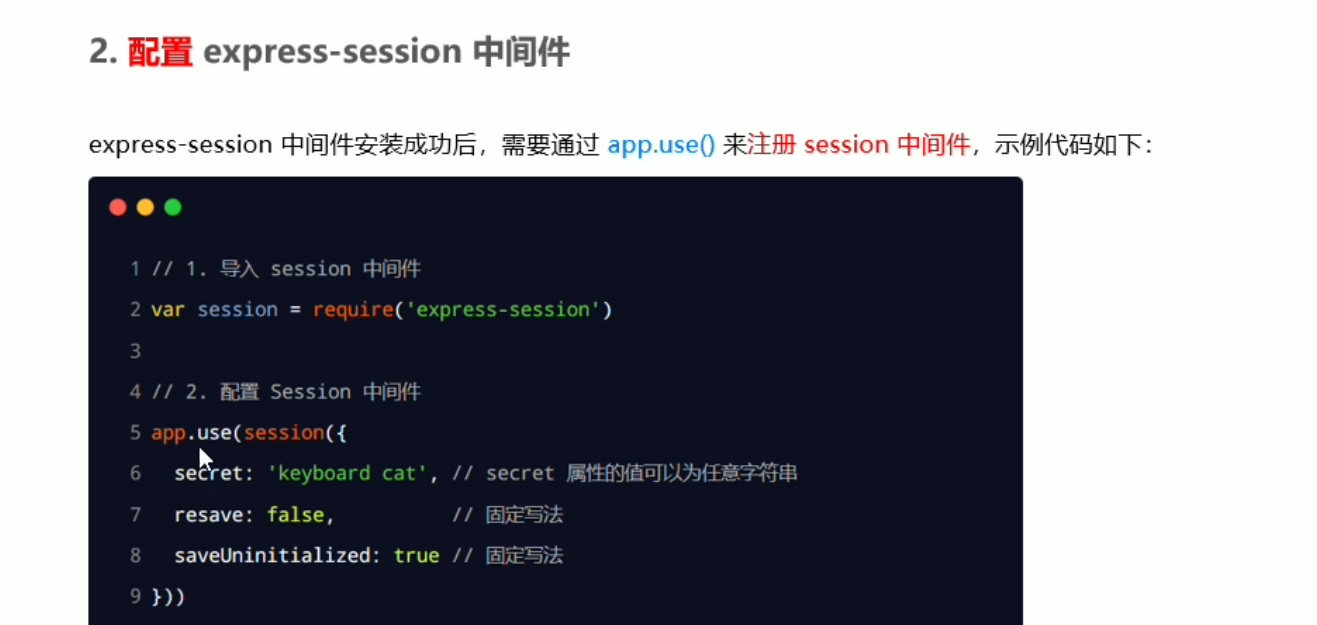 2. 配置 express-session 中间件
express-session 中间件安装成功后，需要通过 app.use() 来注册 session 中间件，示例代码如下：
1 // 1. 导入 session 中间件
2 var session = require('express-session')
3
4 // 2. 配置 Session 中间件
5 app.use(session({
6 secret: 'keyboard cat', // secret 属性的值可以为任意字符串
7 resave: false, // 固定写法
8 saveUninitialized: true // 固定写法
9 }))